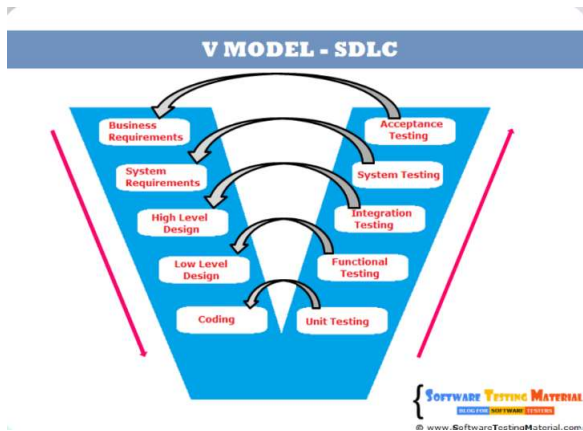 V MODEL - SDLC
Business
Requirements
Acceptance
Testing
System
Requirements
System Testing
High Level
Design
Integration
Testing
Low Level
Design
Functional
Testing
Coding
Unit Testing
SOFTWARE TESTING MATERIAL
BLOG FOR SOFTWARE TESTERS
© www.SoftwareTestingMaterial.com